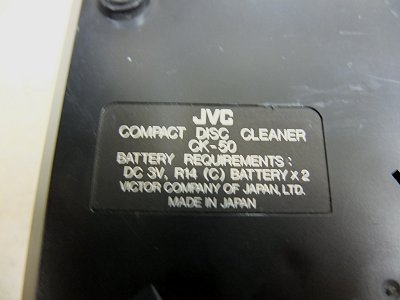 JVC
COMPACT DISC CLEANER
CK-50
BATTERY REQUIREMENTS:
DC 3V, R14 (C) BATTERY × 2
VICTOR COMPANY OF JAPAN, LTD.
MADE IN JAPAN